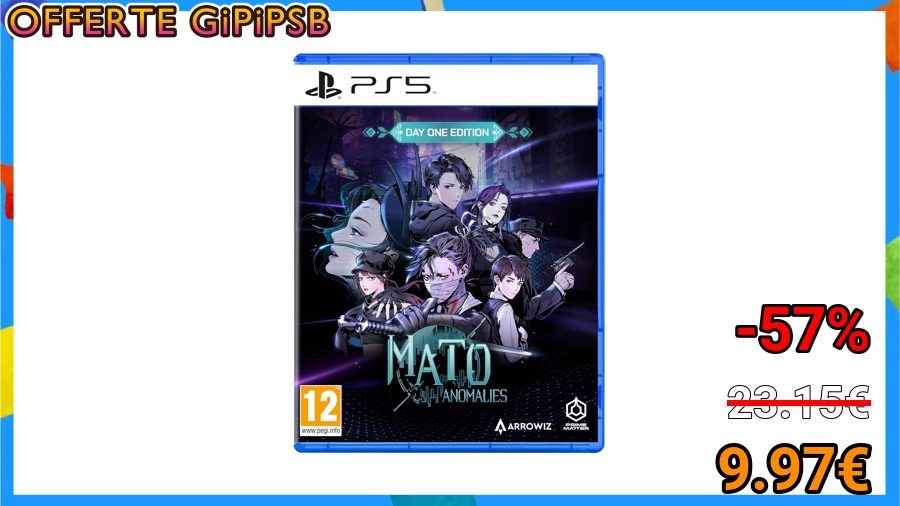 OFFERTE GiPiPSB
PS5
DAY ONE EDITION
MATO
ANOMALIES
12
www.pegi.info
ARROWIZ
PRIME
MATTER
-57%
23.15€
9.97€